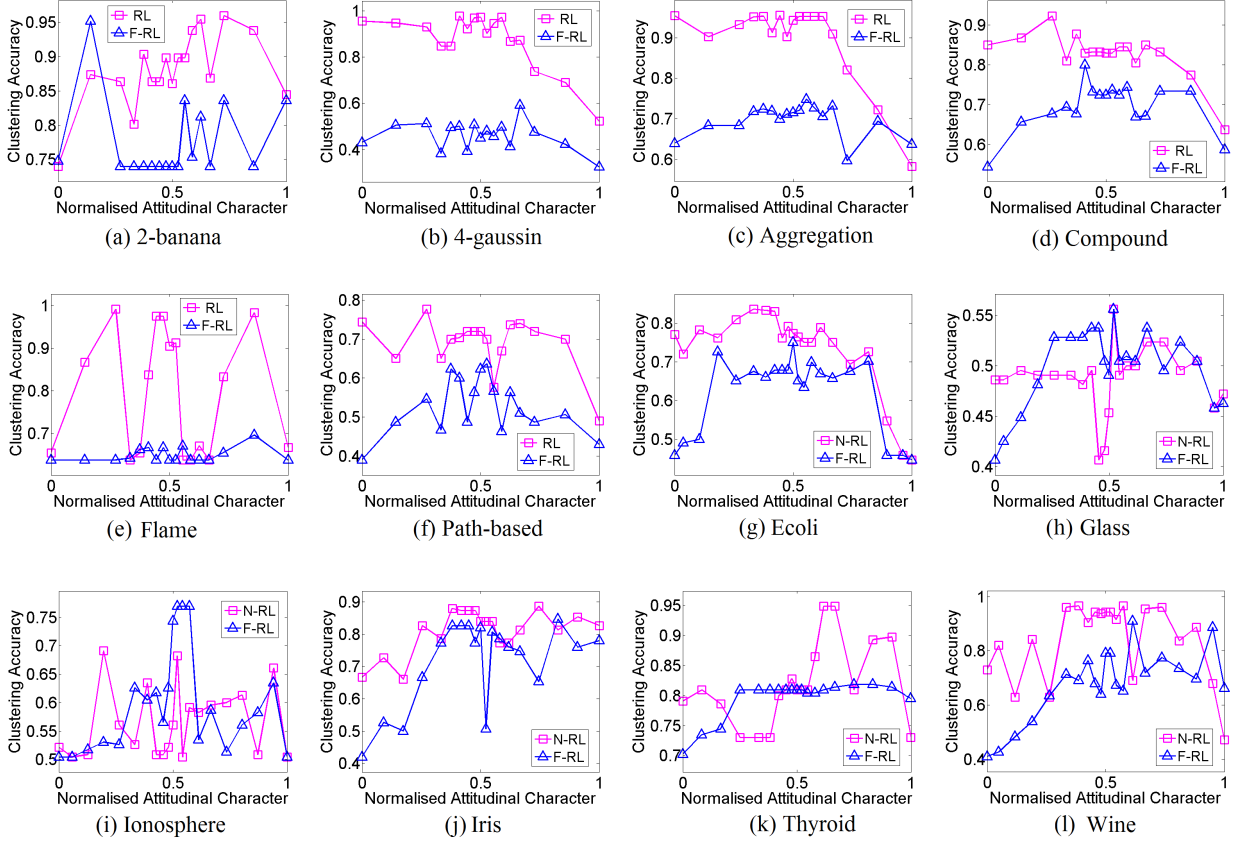 RL
F-RL
0.95
0.9
0.85
0.8
0.75
Clustering Accuracy
0 0.5 1
Normalised Attitudinal Character
(a) 2-banana
RL
F-RL
1
0.8
0.6
0.4
Clustering Accuracy
0 0.5 1
Normalised Attitudinal Character
(b) 4-gaussin
RL
F-RL
0.9
0.8
0.7
0.6
Clustering Accuracy
0 0.5 1
Normalised Attitudinal Character
(c) Aggregation
RL
F-RL
0.9
0.8
0.7
0.6
Clustering Accuracy
0 0.5 1
Normalised Attitudinal Character
(d) Compound
RL
F-RL
1
0.9
0.8
0.7
Clustering Accuracy
0 0.5 1
Normalised Attitudinal Character
(e) Flame
RL
F-RL
0.8
0.7
0.6
0.5
0.4
Clustering Accuracy
0 0.5 1
Normalised Attitudinal Character
(f) Path-based
N-RL
F-RL
0.8
0.7
0.6
0.5
Clustering Accuracy
0 0.5 1
Normalised Attitudinal Character
(g) Ecoli
N-RL
F-RL
0.55
0.5
0.45
0.4
Clustering Accuracy
0 0.5 1
Normalised Attitudinal Character
(h) Glass
N-RL
F-RL
0.75
0.7
0.65
0.6
0.55
0.5
Clustering Accuracy
0 0.5 1
Normalised Attitudinal Character
(i) Ionosphere
N-RL
F-RL
0.9
0.8
0.7
0.6
0.5
0.4
Clustering Accuracy
0 0.5 1
Normalised Attitudinal Character
(j) Iris
N-RL
F-RL
0.95
0.9
0.85
0.8
0.75
0.7
Clustering Accuracy
0 0.5 1
Normalised Attitudinal Character
(k) Thyroid
N-RL
F-RL
1
0.8
0.6
0.4
Clustering Accuracy
0 0.5 1
Normalised Attitudinal Character
(l) Wine